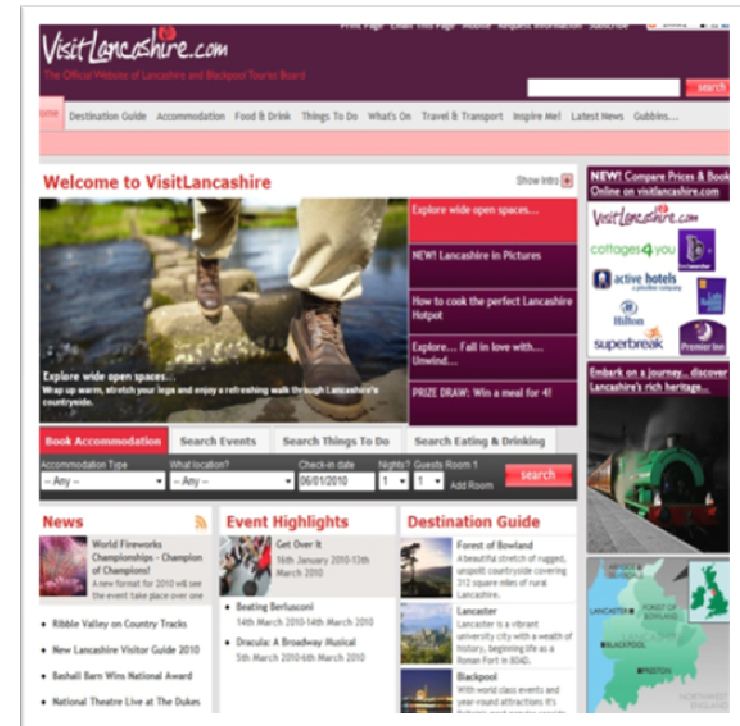 Print Page Email This Page Mobile Request Information Subscribe
VisitLancashire.com
The Official Website of Lancashire and Blackpool Tourist Board
search
Home Destination Guide Accommodation Food & Drink Things To Do What's On Travel & Transport Inspire Me! Latest News Gubbins...
Welcome to VisitLancashire
Show Intro
Explore wide open spaces...
NEW! Lancashire in Pictures
How to cook the perfect Lancashire
Hotpot
Explore... Fall in love with...
Unwind...
PRIZE DRAW: Win a meal for 4!
Explore wide open spaces...
Wrap up warm, stretch your legs and enjoy a refreshing walk through Lancashire's
countryside.
NEW! Compare Prices & Book
Online on visitlancashire.com
VisitLancashire.com
cottages4you
active hotels
a priceline company
Hilton
superbreak
Premier Inn
Embark on a journey... discover
Lancashire's rich heritage...
Book Accommodation Search Events Search Things To Do Search Eating & Drinking
Accommodation Type What location? Check-in date Nights? Guests Room 1
-- Any -- -- Any -- 06/01/2010 1 1 Add Room search
News
World Fireworks
Championships - Champion
of Champions!
A new format for 2010 will see
the event take place over one
Ribble Valley on Country Tracks
New Lancashire Visitor Guide 2010
Bashall Barn Wins National Award
National Theatre Live at The Dukes
Event Highlights
Get Over It
16th January 2010-13th
March 2010
Beating Berlusconi
14th March 2010-14th March 2010
Dracula: A Broadway Musical
5th March 2010-6th March 2010
Destination Guide
Forest of Bowland
A beautiful stretch of rugged,
unspoilt countryside covering
312 square miles of rural
Lancashire.
Lancaster
Lancaster is a vibrant
university city with a wealth of
history, beginning life as a
Roman Fort in 80AD.
Blackpool
With world class events and
year-round attractions it's
LANCASTER
FOREST OF
BOWLAND
LANCASHIRE
BLACKPOOL
PRESTON
NORTHWEST
ENGLAND